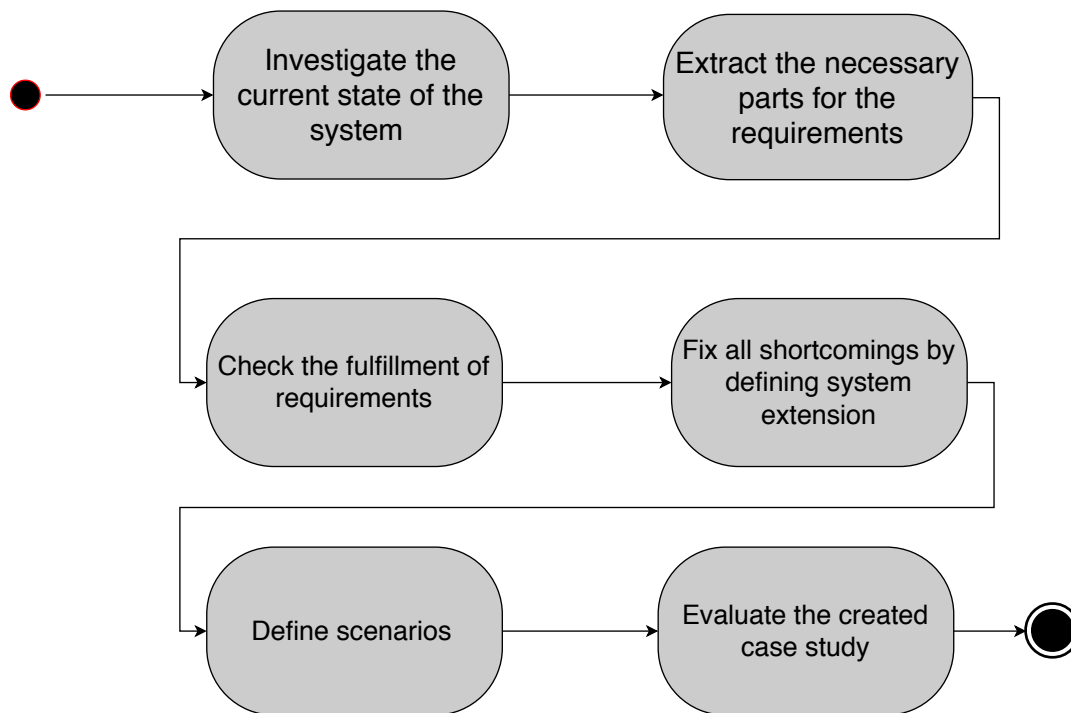 Investigate the
current state of the
system
Extract the necessary
parts for the
requirements
Check the fulfillment of
requirements
Fix all shortcomings by
defining system
extension
Define scenarios
Evaluate the created
case study